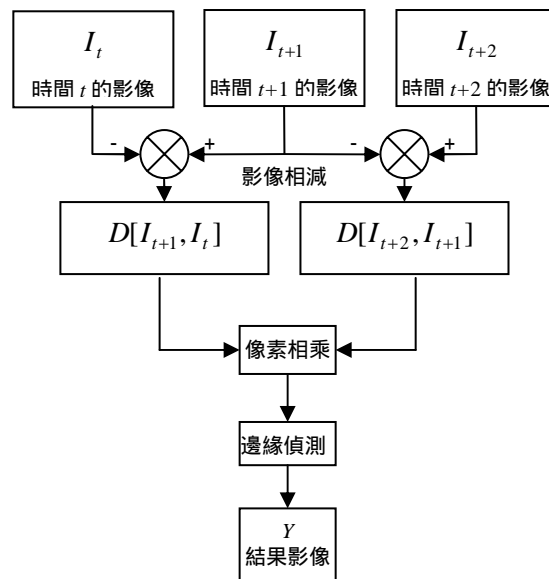 I_t
時間 t 的影像
I_{t+1}
時間 t+1 的影像
I_{t+2}
時間 t+2 的影像
- + - +
影像相減
D[I_{t+1}, I_t]
D[I_{t+2}, I_{t+1}]
像素相乘
邊緣偵測
Y
結果影像